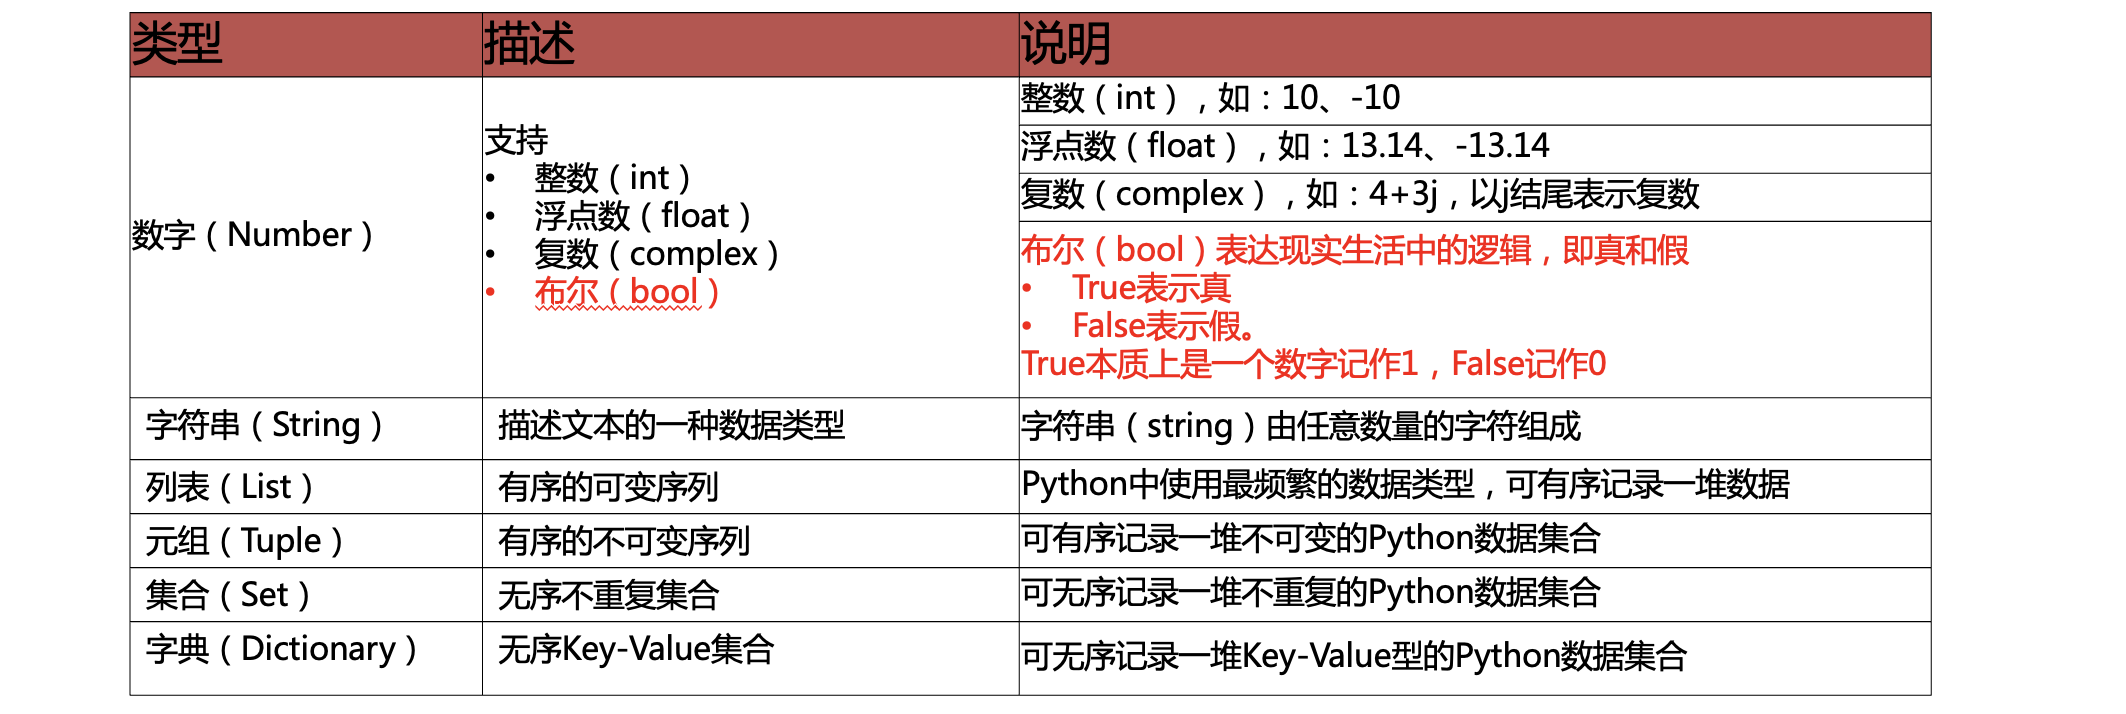 类型
描述
说明
数字（Number）
支持
• 整数（int）
• 浮点数（float）
• 复数（complex）
• 布尔（bool）
整数（int），如：10、-10
浮点数（float），如：13.14、-13.14
复数（complex），如：4+3j，以j结尾表示复数
布尔（bool）表达现实生活中的逻辑，即真和假
• True表示真
• False表示假。
True本质上是一个数字记作1，False记作0
字符串（String）
描述文本的一种数据类型
字符串（string）由任意数量的字符组成
列表（List）
有序的可变序列
Python中使用最频繁的数据类型，可有序记录一堆数据
元组（Tuple）
有序的不可变序列
可有序记录一堆不可变的Python数据集合
集合（Set）
无序不重复集合
可无序记录一堆不重复的Python数据集合
字典（Dictionary）
无序Key-Value集合
可无序记录一堆Key-Value型的Python数据集合